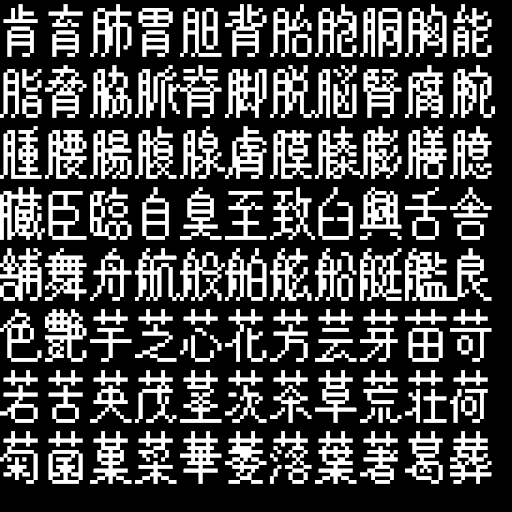 肯育肺胃胆背胎胞胴胸能
脂脅脇脈脊脚脱脳腎腐腕
腫腰腸腹腺膚膜膝膨膳臆
臓臣臨自臭至致臼興舌舎
舗舞舟航般舶舷船艇艦良
色艶芋芝芯花芳芸芽苗苛
若苦英茂茎茨茶草荒荘荷
菊菌菓菜華萎落葉著葛葬